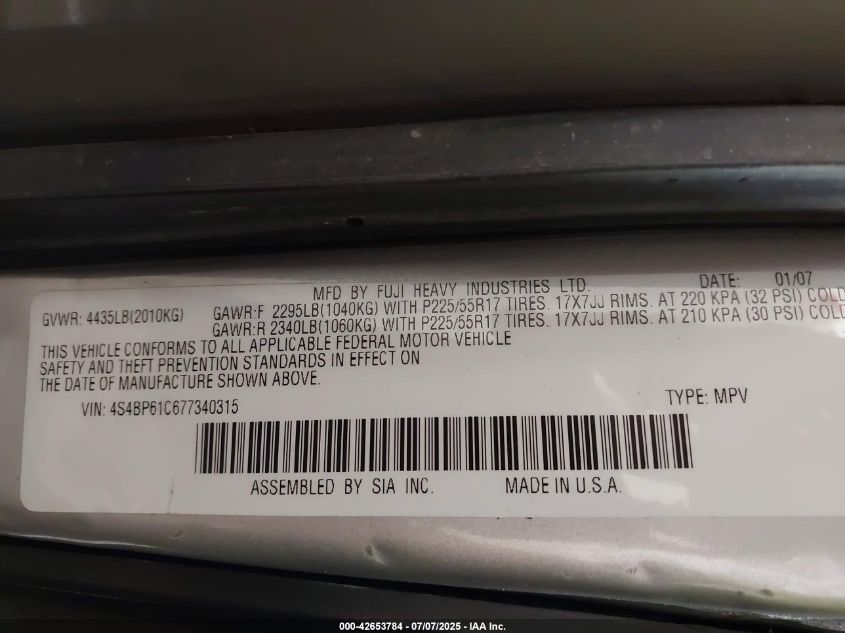 MFD BY FUJI HEAVY INDUSTRIES LTD. DATE: 01/07
GVWR: 4435LB(2010KG) GAWR:F 2295LB(1040KG) WITH P225/55R17 TIRES. 17X7JJ RIMS. AT 220 KPA (32 PSI) COLD
GAWR:R 2340LB(1060KG) WITH P225/55R17 TIRES. 17X7JJ RIMS. AT 210 KPA (30 PSI) COLD
THIS VEHICLE CONFORMS TO ALL APPLICABLE FEDERAL MOTOR VEHICLE
SAFETY AND THEFT PREVENTION STANDARDS IN EFFECT ON
THE DATE OF MANUFACTURE SHOWN ABOVE.
VIN: 4S4BP61C677340315 TYPE: MPV
ASSEMBLED BY SIA INC. MADE IN U.S.A.
000-42653784 - 07/07/2025 - IAA Inc.